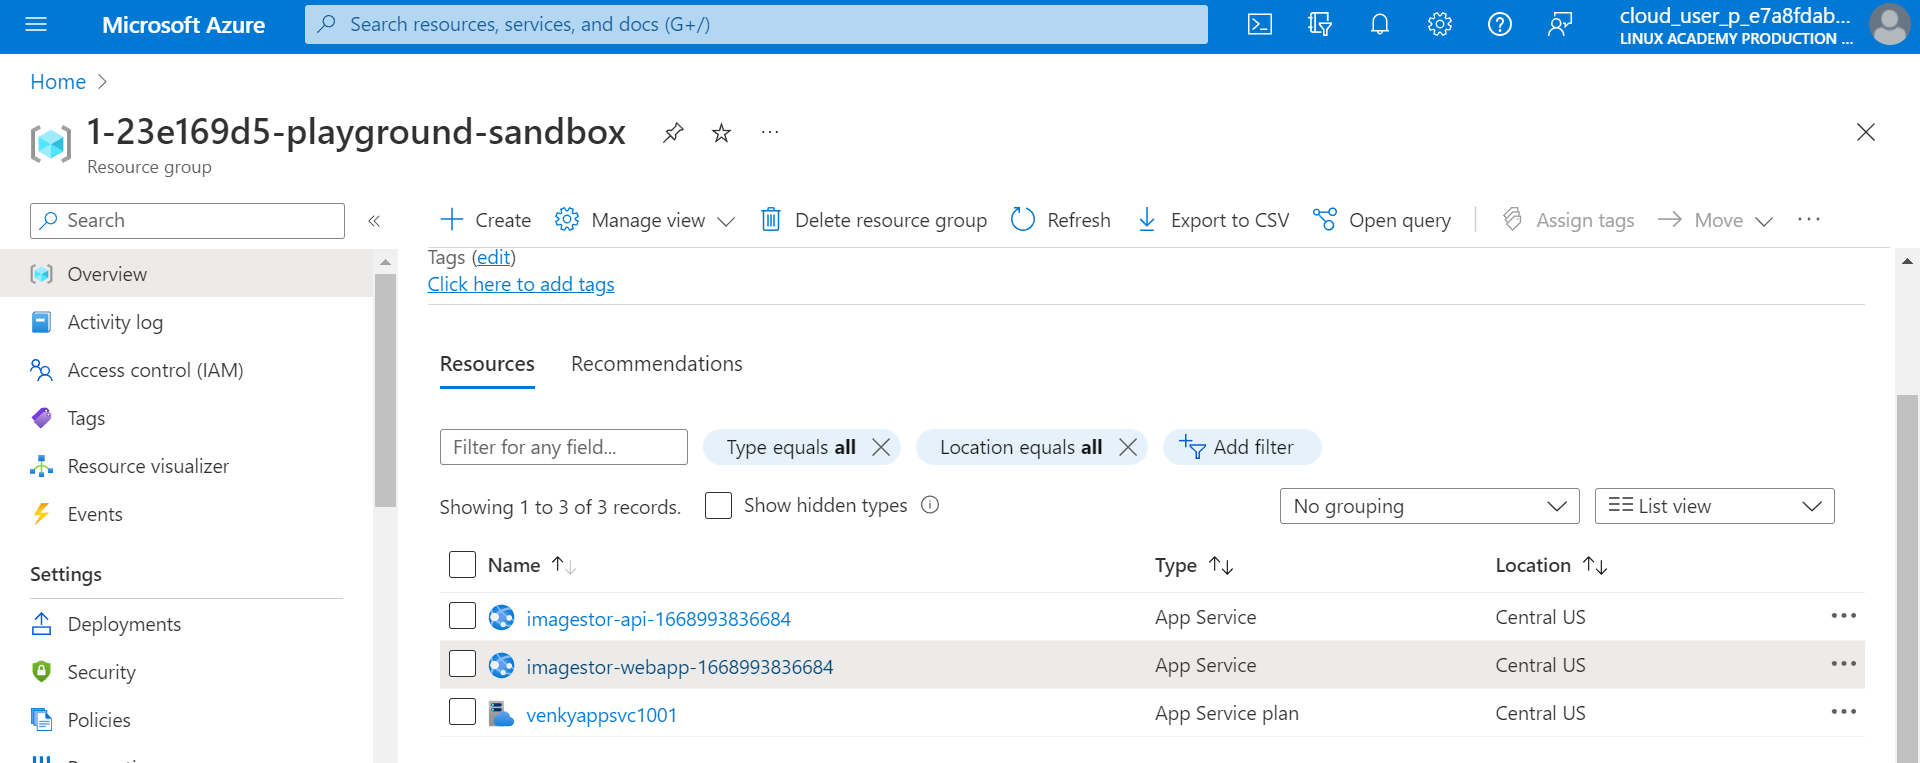 Microsoft Azure
Search resources, services, and docs (G+/)
cloud_user_p_e7a8fdab...
LINUX ACADEMY PRODUCTION ...
Home
1-23e169d5-playground-sandbox
...
Resource group
Search
Create
Manage view
Delete resource group
Refresh
Export to CSV
Open query
Assign tags
Move
...
Tags (edit)
Click here to add tags
Overview
Activity log
Access control (IAM)
Tags
Resource visualizer
Events
Settings
Deployments
Security
Policies
Resources
Recommendations
Filter for any field...
Type equals all
Location equals all
Add filter
Showing 1 to 3 of 3 records.
Show hidden types
No grouping
List view
Name
Type
Location
imagestor-api-1668993836684
App Service
Central US
imagestor-webapp-1668993836684
App Service
Central US
venkyappsvc1001
App Service plan
Central US